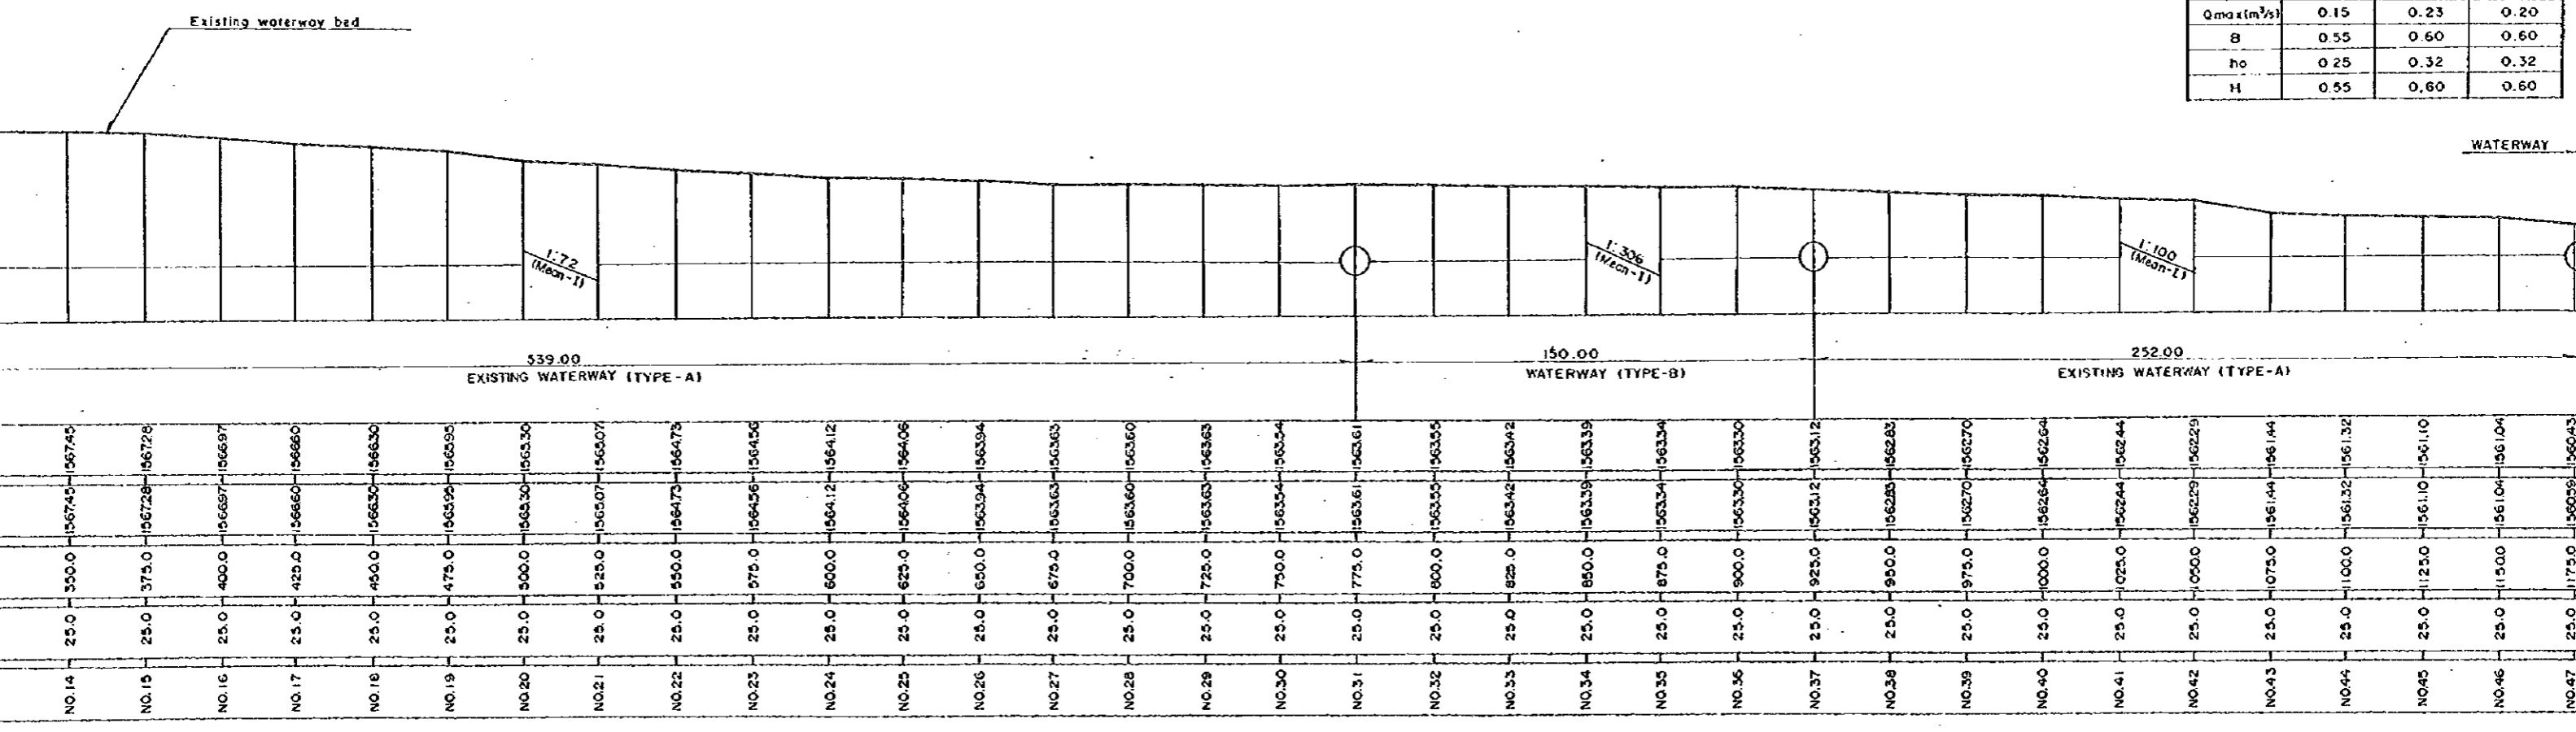 Existing waterway bed
Qmax(m³/s) 0.15 0.23 0.20
B 0.55 0.60 0.60
ho 0.25 0.32 0.32
H 0.55 0.60 0.60
WATERWAY
1:72
(Mean-I)
1:306
(Mean-I)
1:100
(Mean-I)
539.00 150.00 252.00
EXISTING WATERWAY (TYPE-A) WATERWAY (TYPE-B) EXISTING WATERWAY (TYPE-A)
1567.45 1567.28 1566.97 1566.60 1566.30 1565.95 1565.30 1565.07 1564.73 1564.56 1564.12 1564.06 1563.94 1563.63 1563.60 1563.63 1563.54 1563.61 1563.55 1563.42 1563.39 1563.34 1563.30 1563.12 1562.83 1562.70 1562.64 1562.44 1562.29 1561.44 1561.32 1561.10 1561.04 1560.43
1567.45 1567.28 1566.97 1566.60 1566.30 1565.95 1565.30 1565.07 1564.73 1564.56 1564.12 1564.06 1563.94 1563.63 1563.60 1563.63 1563.54 1563.61 1563.55 1563.42 1563.39 1563.34 1563.30 1563.12 1562.83 1562.70 1562.64 1562.44 1562.29 1561.44 1561.32 1561.10 1561.04 1560.59
350.0 375.0 400.0 425.0 450.0 475.0 500.0 525.0 550.0 575.0 600.0 625.0 650.0 675.0 700.0 725.0 750.0 775.0 800.0 825.0 850.0 875.0 900.0 925.0 950.0 975.0 1000.0 1025.0 1050.0 1075.0 1100.0 1125.0 1150.0 1175.0
25.0 25.0 25.0 25.0 25.0 25.0 25.0 25.0 25.0 25.0 25.0 25.0 25.0 25.0 25.0 25.0 25.0 25.0 25.0 25.0 25.0 25.0 25.0 25.0 25.0 25.0 25.0 25.0 25.0 25.0 25.0 25.0 25.0 25.0
NO.14 NO.15 NO.16 NO.17 NO.18 NO.19 NO.20 NO.21 NO.22 NO.23 NO.24 NO.25 NO.26 NO.27 NO.28 NO.29 NO.30 NO.31 NO.32 NO.33 NO.34 NO.35 NO.36 NO.37 NO.38 NO.39 NO.40 NO.41 NO.42 NO.43 NO.44 NO.45 NO.46 NO.47